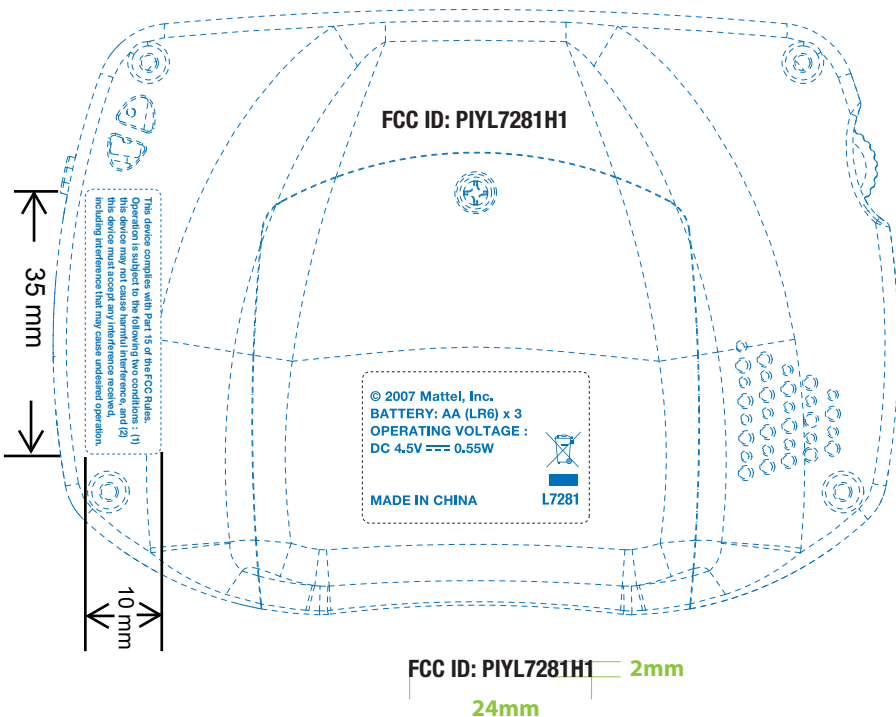 FCC ID: PIYL7281H1
This device complies with Part 15 of the FCC Rules.
Operation is subject to the following two conditions : (1)
this device may not cause harmful interference, and (2)
this device must accept any interference received,
including interference that may cause undesired operation.
35 mm
10 mm
© 2007 Mattel, Inc.
BATTERY: AA (LR6) x 3
OPERATING VOLTAGE :
DC 4.5V ⎓ 0.55W
MADE IN CHINA
L7281
FCC ID: PIYL7281H1
2mm
24mm